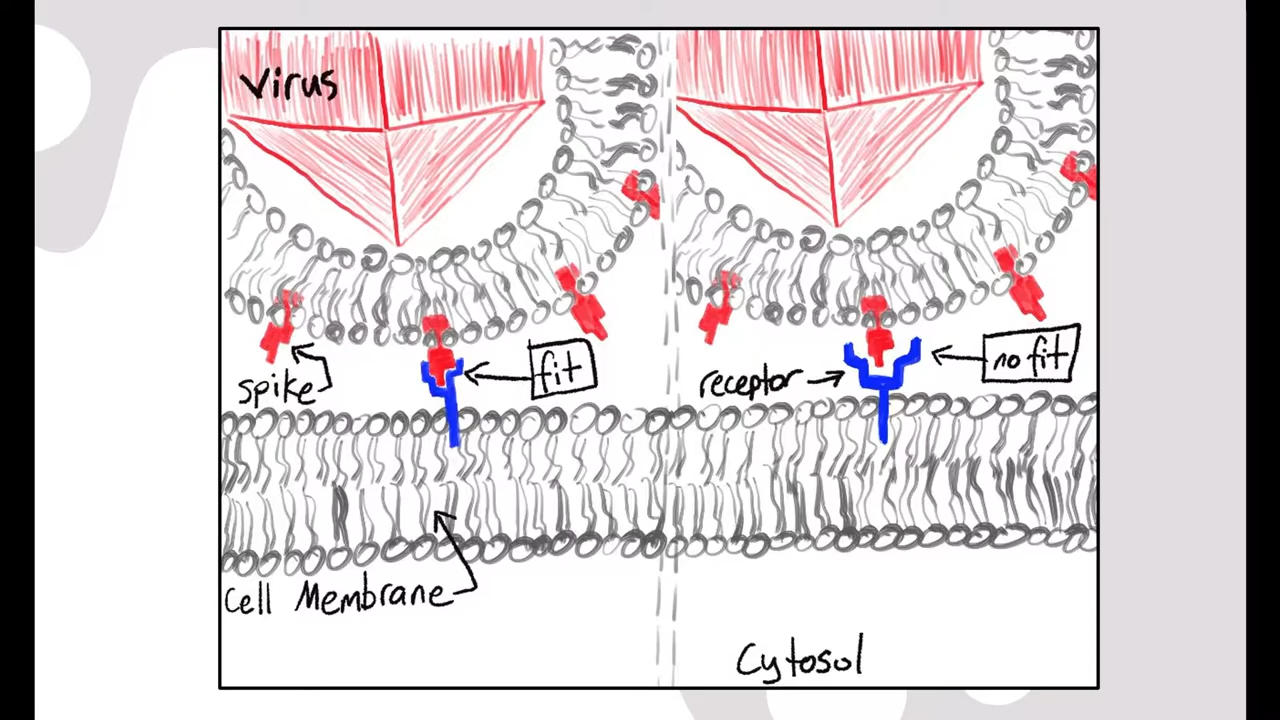 Virus
spike
fit
receptor
no fit
Cell Membrane
Cytosol